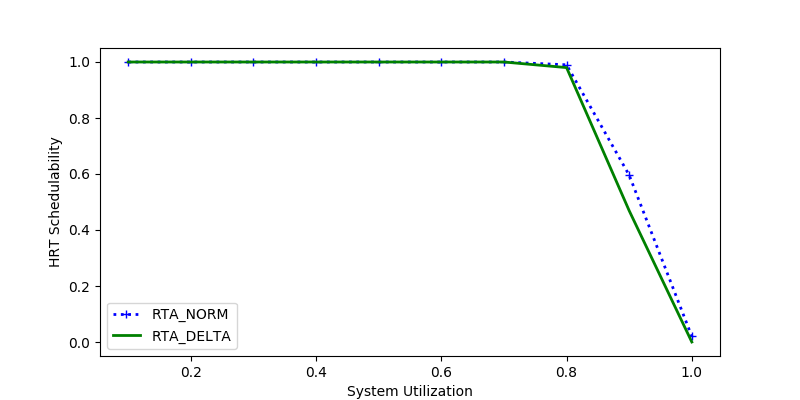 1.0
0.8
0.6
0.4
0.2
0.0
HRT Schedulability
RTA_NORM
RTA_DELTA
0.2 0.4 0.6 0.8 1.0
System Utilization